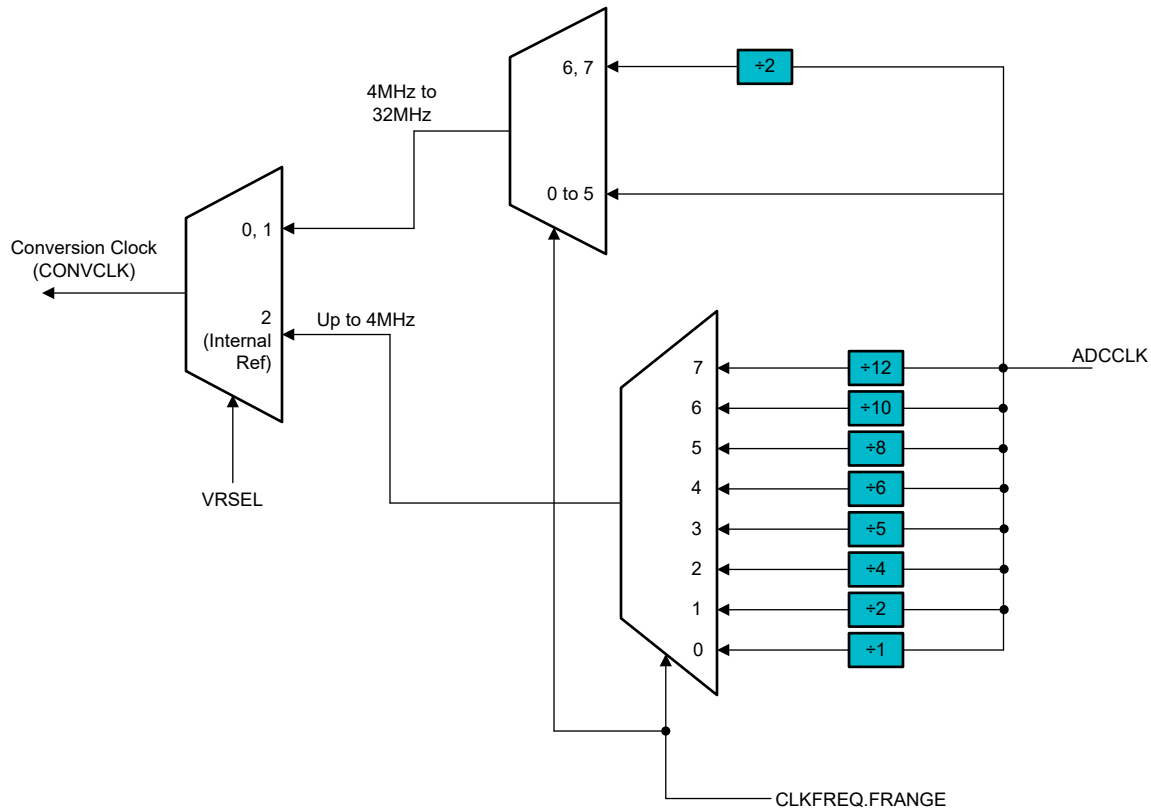 6, 7
÷2
4MHz to
32MHz
0 to 5
0, 1
Conversion Clock
(CONVCLK)
2
(Internal
Ref)
Up to 4MHz
VRSEL
7
÷12
ADCCLK
6
÷10
5
÷8
4
÷6
3
÷5
2
÷4
1
÷2
0
÷1
CLKFREQ.FRANGE